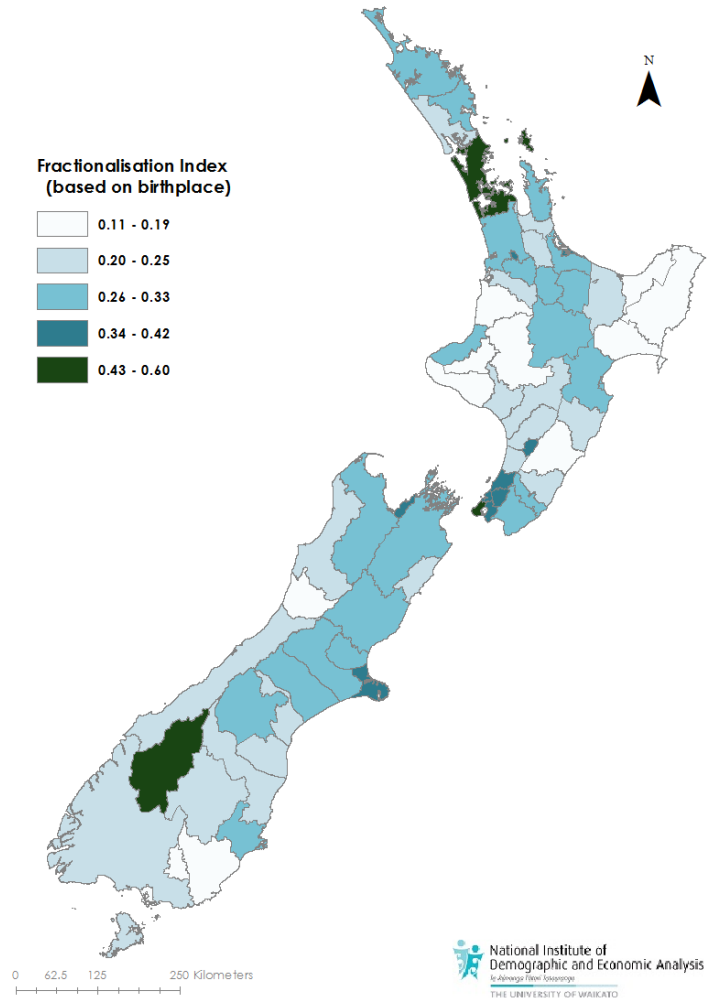 N
Fractionalisation Index
(based on birthplace)
0.11 - 0.19
0.20 - 0.25
0.26 - 0.33
0.34 - 0.42
0.43 - 0.60
0 62.5 125 250 Kilometers
National Institute of
Demographic and Economic Analysis
THE UNIVERSITY OF WAIKATO